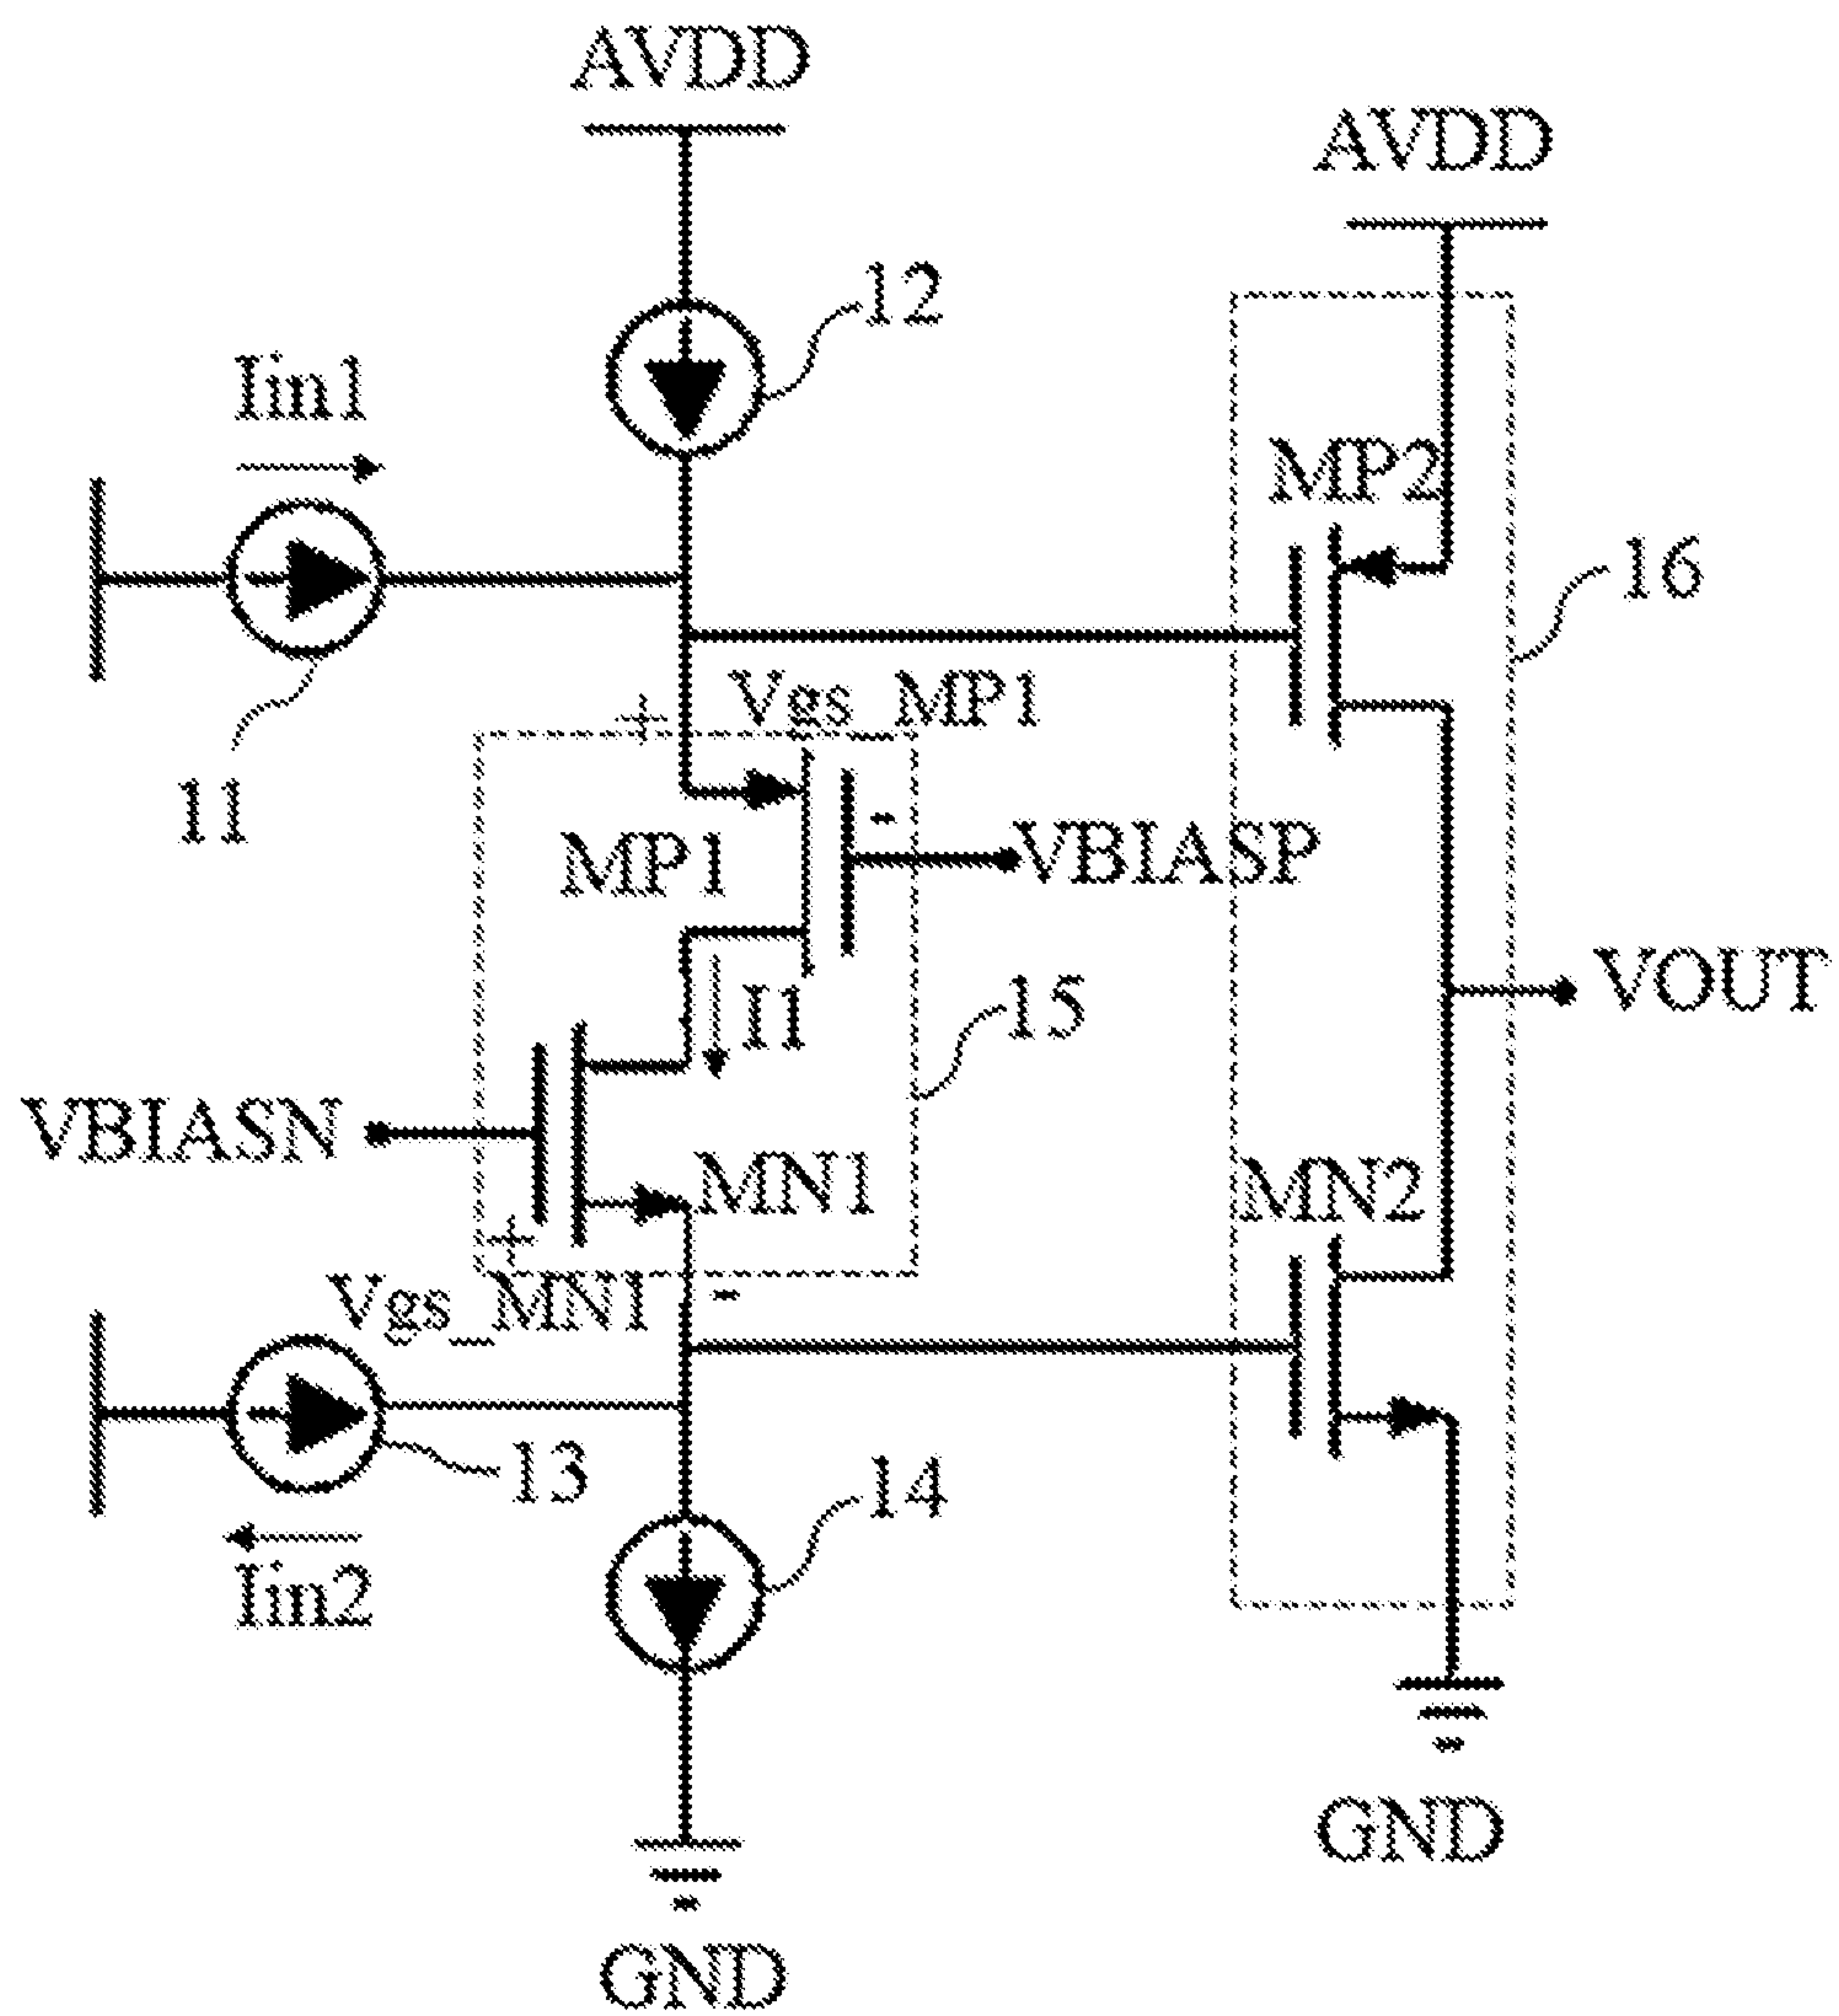 AVDD
AVDD
12
Iin1
MP2
16
Vgs_MP1
+
11
-
MP1
VBIASP
VOUT
I1
15
VBIASN
MN1
MN2
+
Vgs_MN1
-
13
14
Iin2
GND
GND